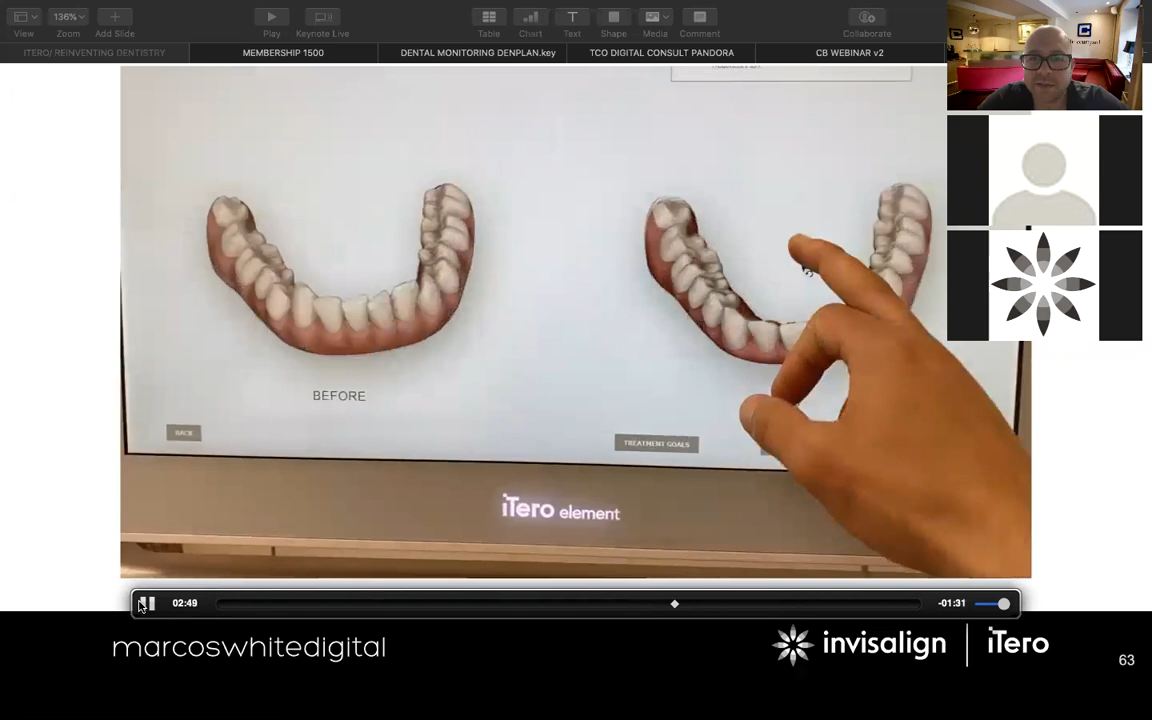 136%
View
Zoom
Add Slide
Play
Keynote Live
Table
Chart
Text
Shape
Media
Comment
Collaborate
ITERO/ REINVENTING DENTISTRY
MEMBERSHIP 1500
DENTAL MONITORING DENPLAN.key
TCO DIGITAL CONSULT PANDORA
CB WEBINAR v2
BEFORE
BACK
TREATMENT GOALS
iTero element
02:49
-01:31
marcoswhitedigital
invisalign
iTero
63